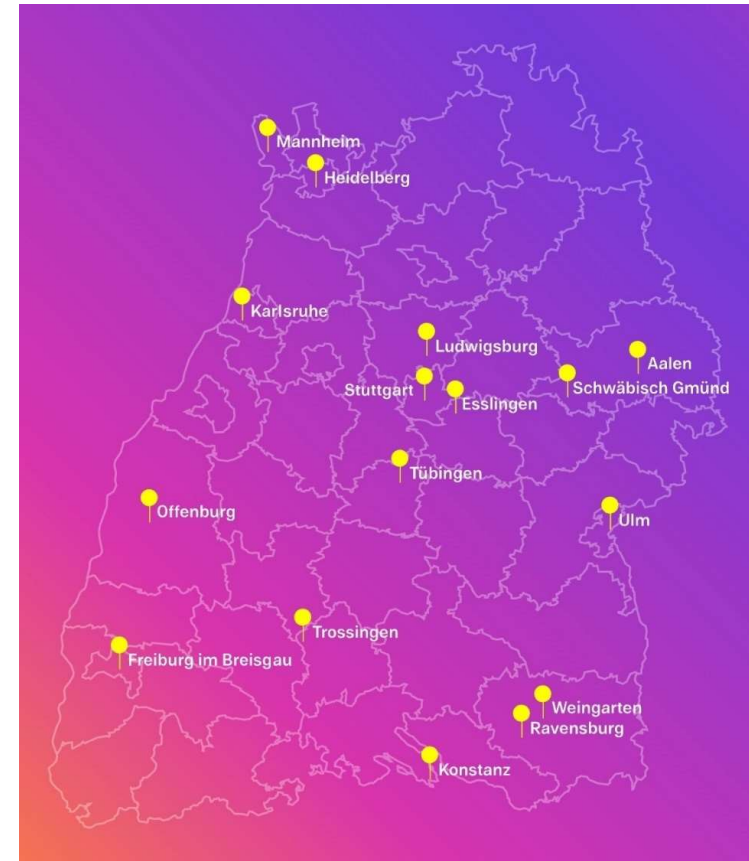 Mannheim
Heidelberg
Karlsruhe
Ludwigsburg
Aalen
Stuttgart
Schwäbisch Gmünd
Esslingen
Tübingen
Offenburg
Ulm
Trossingen
Freiburg im Breisgau
Weingarten
Ravensburg
Konstanz